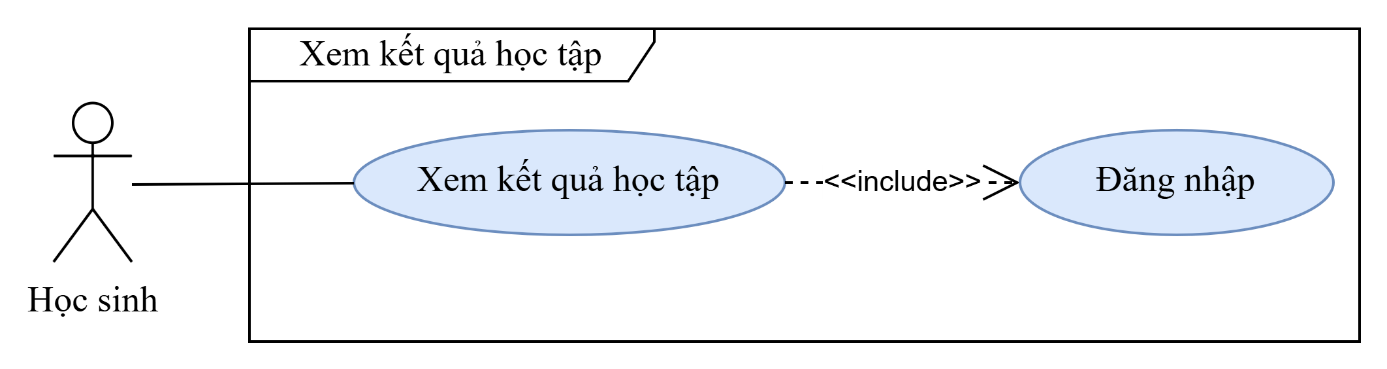 Xem kết quả học tập
Xem kết quả học tập
<<include>>
Đăng nhập
Học sinh